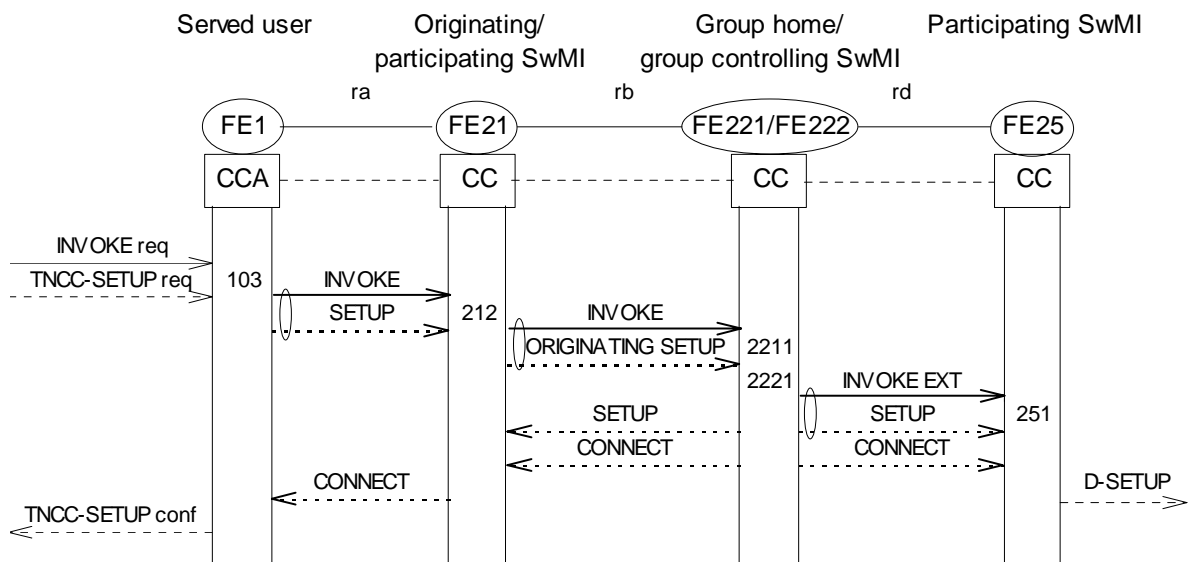 Served user
Originating/
participating SwMI
Group home/
group controlling SwMI
Participating SwMI
ra
rb
rd
FE1
FE21
FE221/FE222
FE25
CCA
CC
CC
CC
INVOKE req
TNCC-SETUP req
103
INVOKE
SETUP
212
INVOKE
ORIGINATING SETUP
2211
2221
INVOKE EXT
SETUP
SETUP
251
CONNECT
CONNECT
CONNECT
D-SETUP
TNCC-SETUP conf